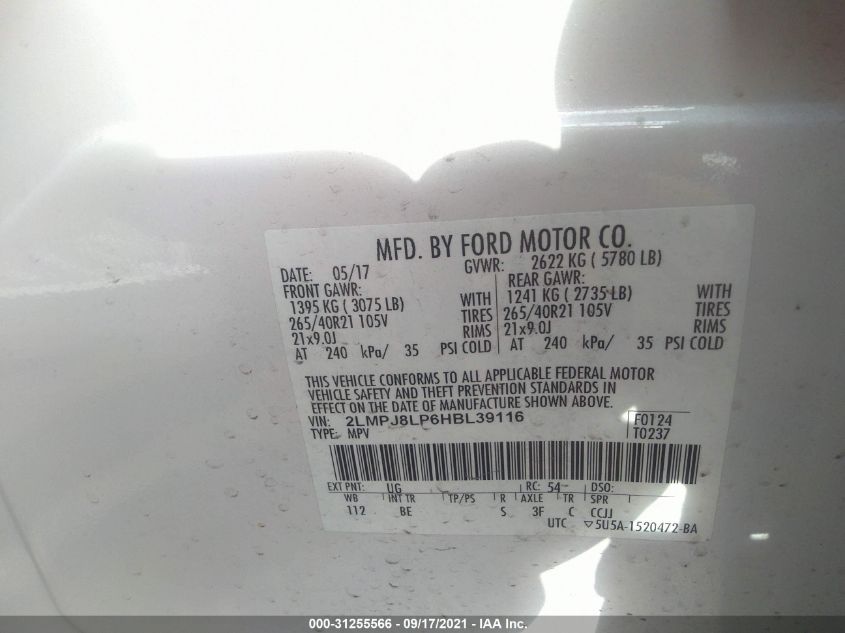 MFD. BY FORD MOTOR CO.
DATE: 05/17 GVWR: 2622 KG ( 5780 LB)
FRONT GAWR: REAR GAWR:
1395 KG ( 3075 LB) WITH 1241 KG ( 2735 LB) WITH
265/40R21 105V TIRES 265/40R21 105V TIRES
21x9.0J RIMS 21x9.0J RIMS
AT 240 kPa/ 35 PSI COLD AT 240 kPa/ 35 PSI COLD
THIS VEHICLE CONFORMS TO ALL APPLICABLE FEDERAL MOTOR
VEHICLE SAFETY AND THEFT PREVENTION STANDARDS IN
EFFECT ON THE DATE OF MANUFACTURE SHOWN ABOVE.
VIN: 2LMPJ8LP6HBL39116 F0124
TYPE: MPV T0237
EXT PNT: UG RC: 54 DSO:
WB INT TR TP/PS R AXLE TR SPR
112 BE S 3F C CCJJ
UTC ▽5U5A-1520472-BA
000-31255566 - 09/17/2021 - IAA Inc.